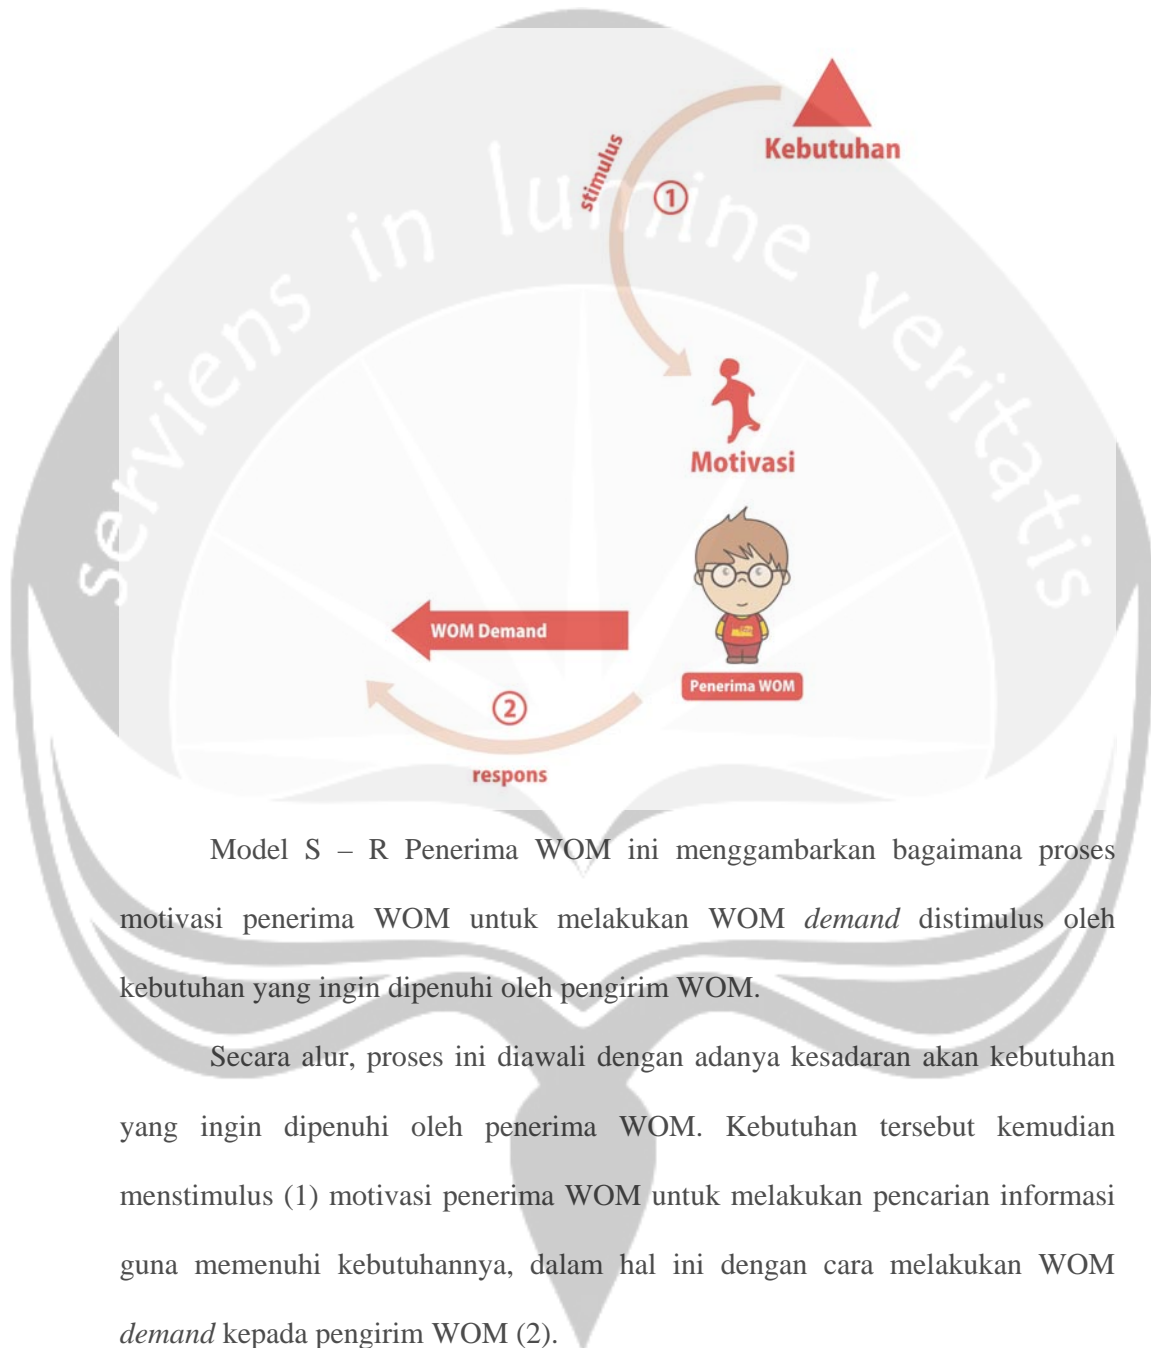 serviens in lumine veritatis
Kebutuhan
stimulus
1
Motivasi
WOM Demand
Penerima WOM
2
respons
Model S – R Penerima WOM ini menggambarkan bagaimana proses
motivasi penerima WOM untuk melakukan WOM demand distimulus oleh
kebutuhan yang ingin dipenuhi oleh pengirim WOM.
Secara alur, proses ini diawali dengan adanya kesadaran akan kebutuhan
yang ingin dipenuhi oleh penerima WOM. Kebutuhan tersebut kemudian
menstimulus (1) motivasi penerima WOM untuk melakukan pencarian informasi
guna memenuhi kebutuhannya, dalam hal ini dengan cara melakukan WOM
demand kepada pengirim WOM (2).